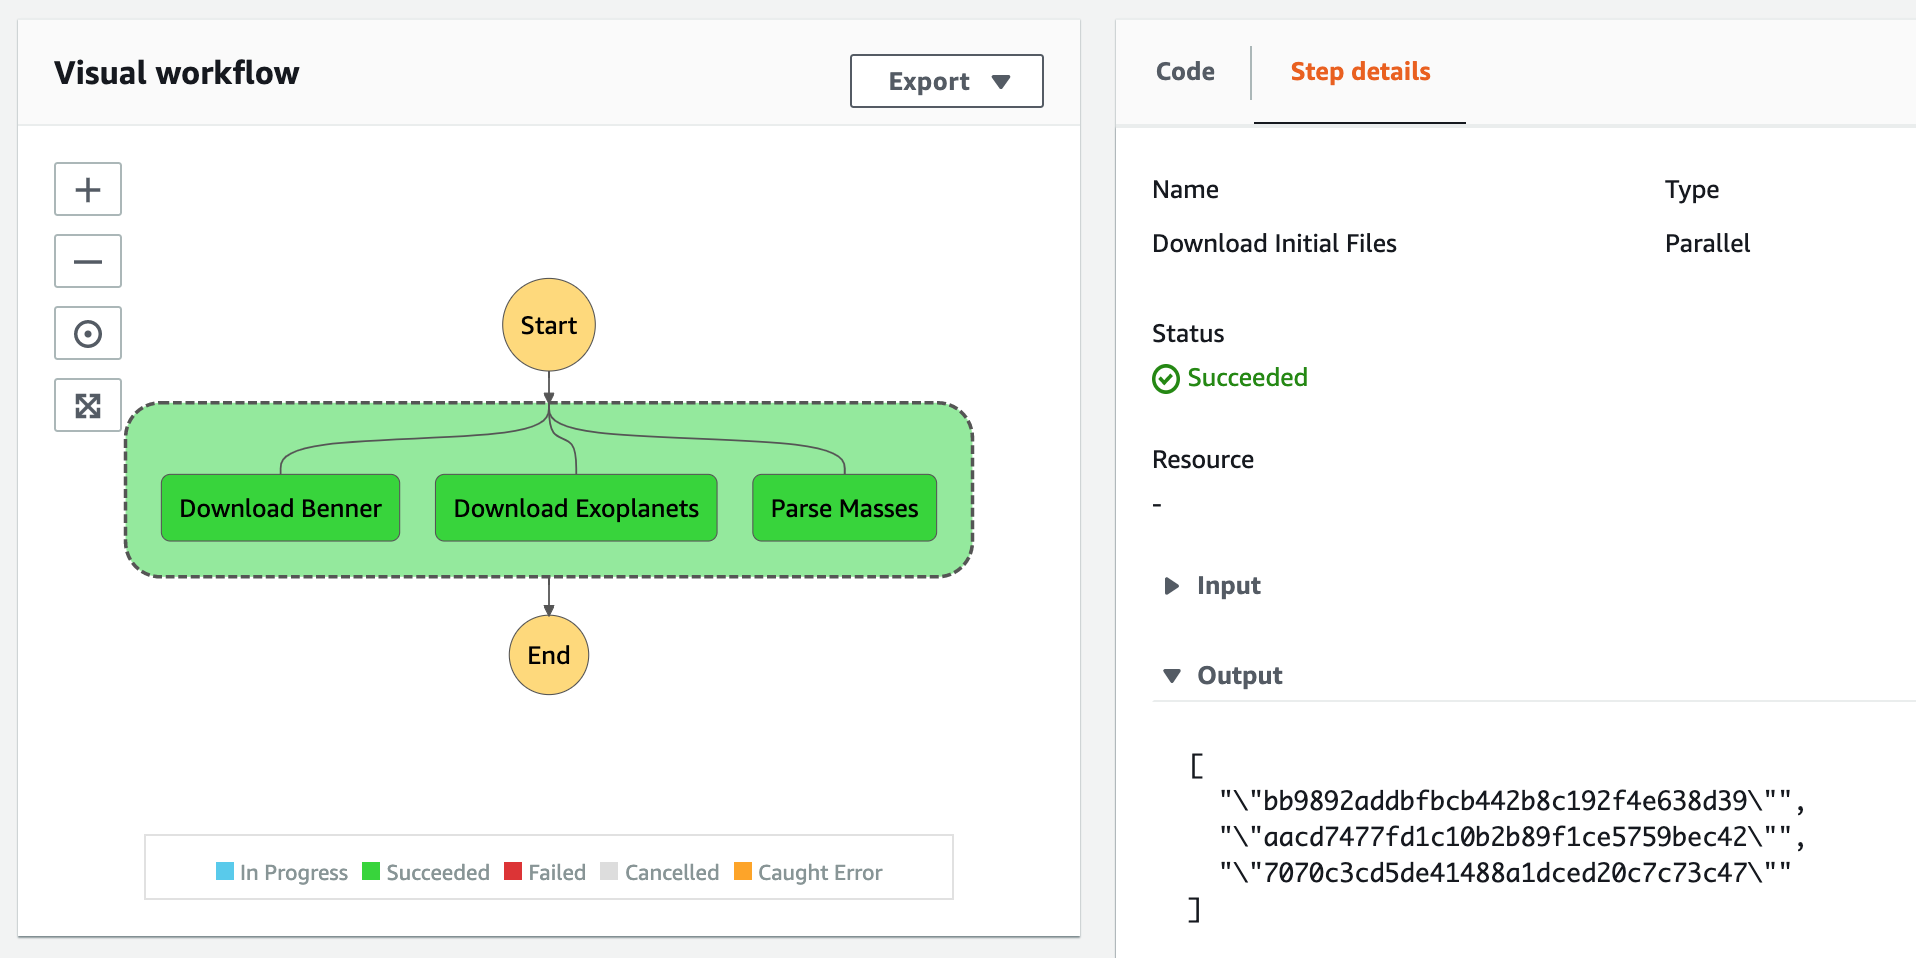 Visual workflow
Export
Start
Download Benner
Download Exoplanets
Parse Masses
End
In Progress
Succeeded
Failed
Cancelled
Caught Error
Code
Step details
Name
Type
Download Initial Files
Parallel
Status
Succeeded
Resource
-
Input
Output
[
"\"bb9892addbfbcb442b8c192f4e638d39\"",
"\"aacd7477fd1c10b2b89f1ce5759bec42\"",
"\"7070c3cd5de41488a1dced20c7c73c47\""
]